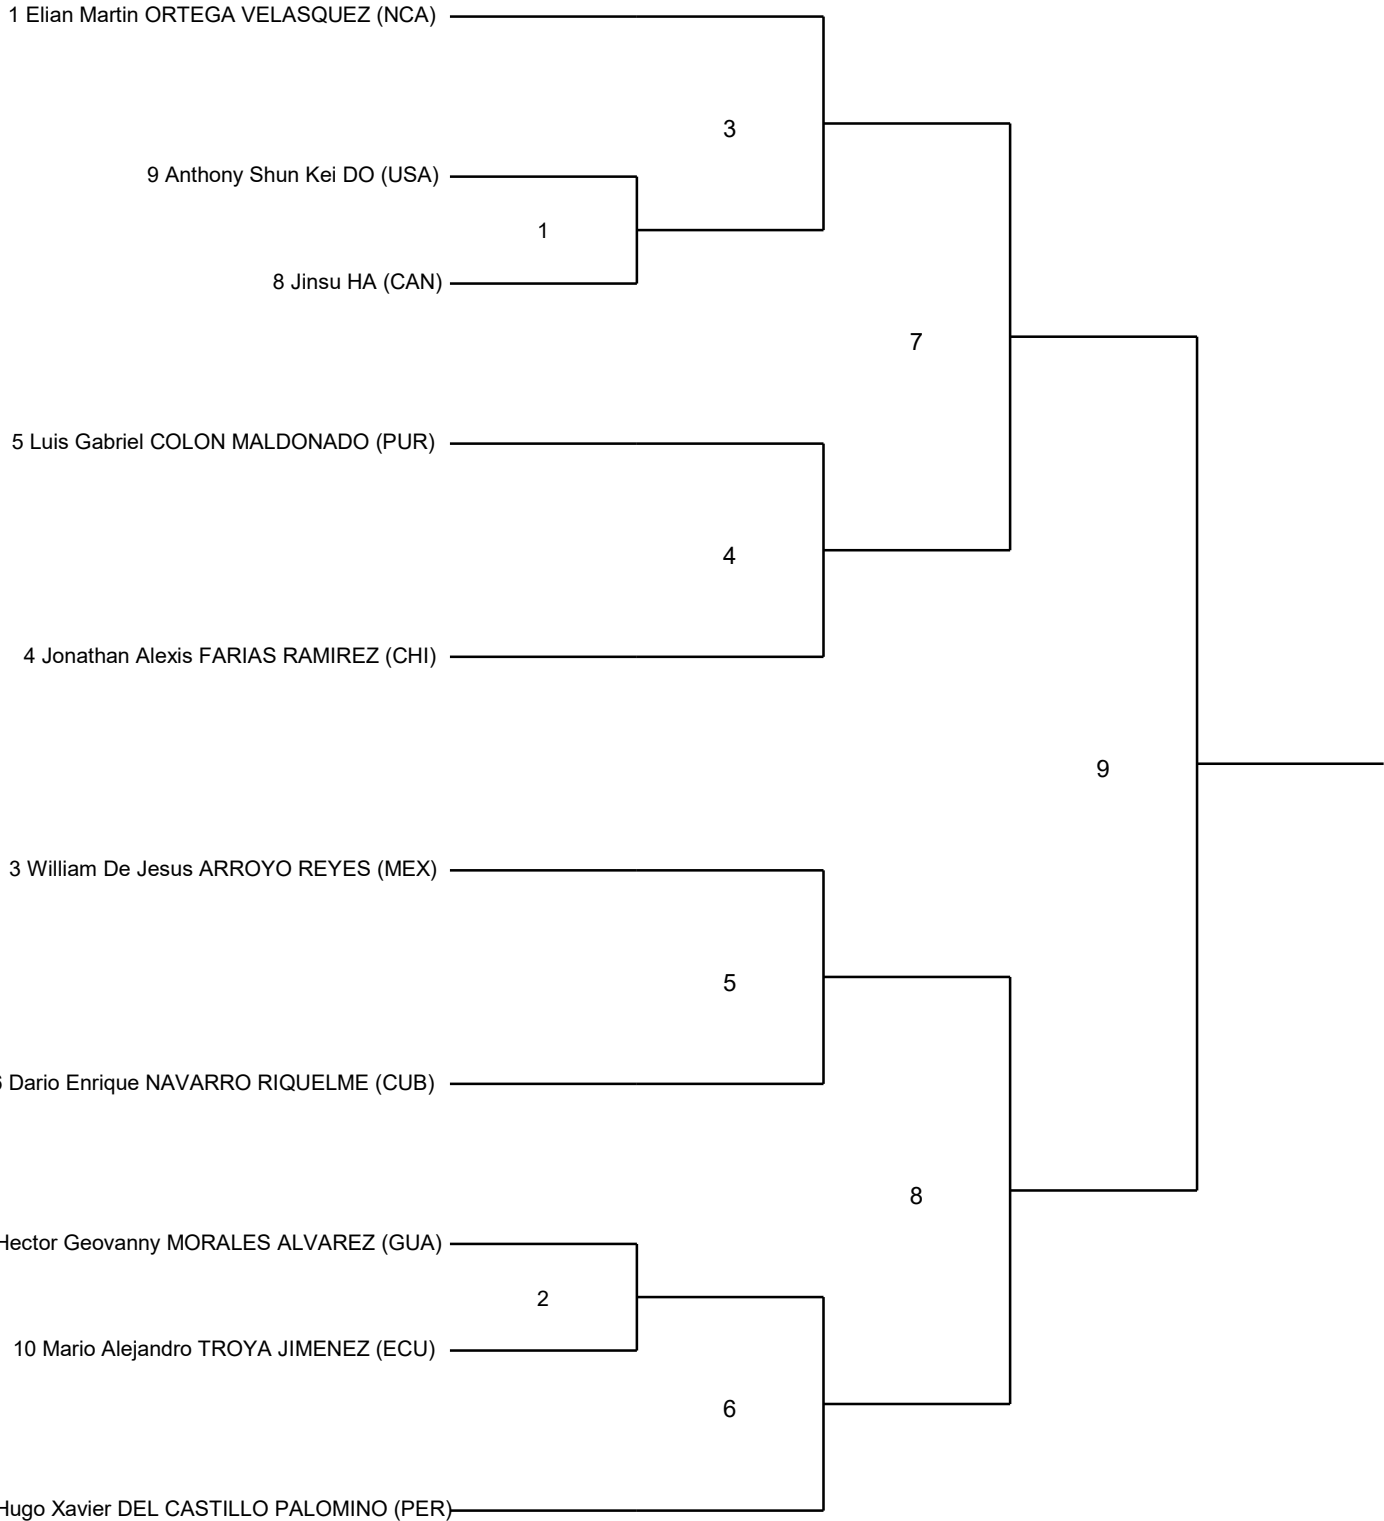 1 Elian Martin ORTEGA VELASQUEZ (NCA)
3
9 Anthony Shun Kei DO (USA)
1
8 Jinsu HA (CAN)
7
5 Luis Gabriel COLON MALDONADO (PUR)
4
4 Jonathan Alexis FARIAS RAMIREZ (CHI)
9
3 William De Jesus ARROYO REYES (MEX)
5
6 Dario Enrique NAVARRO RIQUELME (CUB)
8
Hector Geovanny MORALES ALVAREZ (GUA)
2
10 Mario Alejandro TROYA JIMENEZ (ECU)
6
Hugo Xavier DEL CASTILLO PALOMINO (PER)